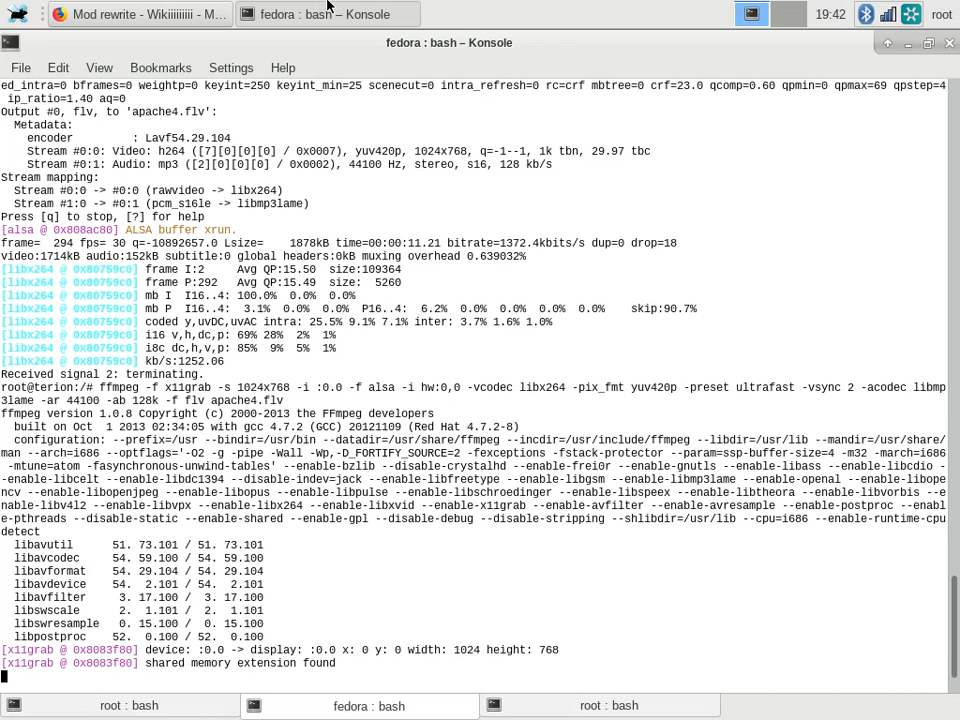 Mod rewrite - Wikiiiiiiii - M...
fedora : bash – Konsole
19:42
root
fedora : bash – Konsole
File Edit View Bookmarks Settings Help
ed_intra=0 bframes=0 weightp=0 keyint=250 keyint_min=25 scenecut=0 intra_refresh=0 rc=crf mbtree=0 crf=23.0 qcomp=0.60 qpmin=0 qpmax=69 qpstep=4
ip_ratio=1.40 aq=0
Output #0, flv, to 'apache4.flv':
Metadata:
encoder : Lavf54.29.104
Stream #0:0: Video: h264 ([7][0][0][0] / 0x0007), yuv420p, 1024x768, q=-1--1, 1k tbn, 29.97 tbc
Stream #0:1: Audio: mp3 ([2][0][0][0] / 0x0002), 44100 Hz, stereo, s16, 128 kb/s
Stream mapping:
Stream #0:0 -> #0:0 (rawvideo -> libx264)
Stream #1:0 -> #0:1 (pcm_s16le -> libmp3lame)
Press [q] to stop, [?] for help
[alsa @ 0x808ac80] ALSA buffer xrun.
frame= 294 fps= 30 q=-10892657.0 Lsize= 1878kB time=00:00:11.21 bitrate=1372.4kbits/s dup=0 drop=18
video:1714kB audio:152kB subtitle:0 global headers:0kB muxing overhead 0.639032%
[libx264 @ 0x80759c0] frame I:2 Avg QP:15.50 size:109364
[libx264 @ 0x80759c0] frame P:292 Avg QP:15.49 size: 5260
[libx264 @ 0x80759c0] mb I I16..4: 100.0% 0.0% 0.0%
[libx264 @ 0x80759c0] mb P I16..4: 3.1% 0.0% 0.0% P16..4: 6.2% 0.0% 0.0% 0.0% 0.0% skip:90.7%
[libx264 @ 0x80759c0] coded y,uvDC,uvAC intra: 25.5% 9.1% 7.1% inter: 3.7% 1.6% 1.0%
[libx264 @ 0x80759c0] i16 v,h,dc,p: 69% 28% 2% 1%
[libx264 @ 0x80759c0] i8c dc,h,v,p: 85% 9% 5% 1%
[libx264 @ 0x80759c0] kb/s:1252.06
Received signal 2: terminating.
root@terion:/# ffmpeg -f x11grab -s 1024x768 -i :0.0 -f alsa -i hw:0,0 -vcodec libx264 -pix_fmt yuv420p -preset ultrafast -vsync 2 -acodec libmp
3lame -ar 44100 -ab 128k -f flv apache4.flv
ffmpeg version 1.0.8 Copyright (c) 2000-2013 the FFmpeg developers
built on Oct 1 2013 02:34:05 with gcc 4.7.2 (GCC) 20121109 (Red Hat 4.7.2-8)
configuration: --prefix=/usr --bindir=/usr/bin --datadir=/usr/share/ffmpeg --incdir=/usr/include/ffmpeg --libdir=/usr/lib --mandir=/usr/share/
man --arch=i686 --optflags='-O2 -g -pipe -Wall -Wp,-D_FORTIFY_SOURCE=2 -fexceptions -fstack-protector --param=ssp-buffer-size=4 -m32 -march=i686
-mtune=atom -fasynchronous-unwind-tables' --enable-bzlib --disable-crystalhd --enable-frei0r --enable-gnutls --enable-libass --enable-libcdio -
-enable-libcelt --enable-libdc1394 --disable-indev=jack --enable-libfreetype --enable-libgsm --enable-libmp3lame --enable-openal --enable-libope
ncv --enable-libopenjpeg --enable-libopus --enable-libpulse --enable-libschroedinger --enable-libspeex --enable-libtheora --enable-libvorbis --e
nable-libv4l2 --enable-libvpx --enable-libx264 --enable-libxvid --enable-x11grab --enable-avfilter --enable-avresample --enable-postproc --enabl
e-pthreads --disable-static --enable-shared --enable-gpl --disable-debug --disable-stripping --shlibdir=/usr/lib --cpu=i686 --enable-runtime-cpu
detect
libavutil 51. 73.101 / 51. 73.101
libavcodec 54. 59.100 / 54. 59.100
libavformat 54. 29.104 / 54. 29.104
libavdevice 54. 2.101 / 54. 2.101
libavfilter 3. 17.100 / 3. 17.100
libswscale 2. 1.101 / 2. 1.101
libswresample 0. 15.100 / 0. 15.100
libpostproc 52. 0.100 / 52. 0.100
[x11grab @ 0x8083f80] device: :0.0 -> display: :0.0 x: 0 y: 0 width: 1024 height: 768
[x11grab @ 0x8083f80] shared memory extension found
root : bash
fedora : bash
root : bash